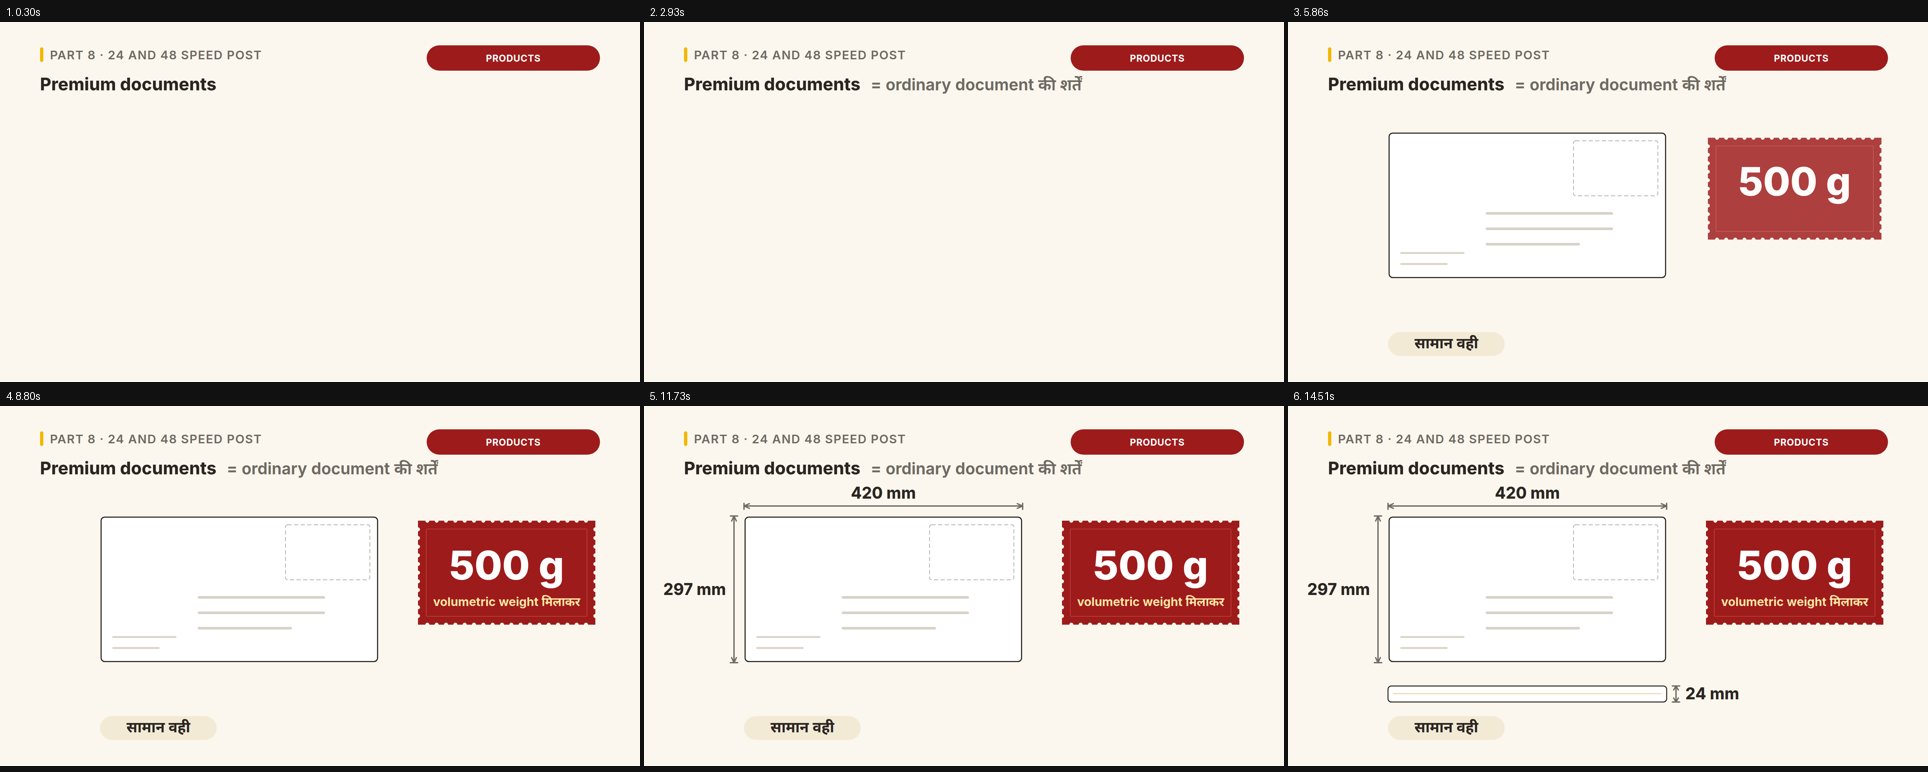 1. 0.30s
PART 8 · 24 AND 48 SPEED POST
PRODUCTS
Premium documents
2. 2.93s
PART 8 · 24 AND 48 SPEED POST
PRODUCTS
Premium documents = ordinary document की शर्तें
3. 5.86s
PART 8 · 24 AND 48 SPEED POST
PRODUCTS
Premium documents = ordinary document की शर्तें
500 g
सामान वही
4. 8.80s
PART 8 · 24 AND 48 SPEED POST
PRODUCTS
Premium documents = ordinary document की शर्तें
500 g
volumetric weight मिलाकर
सामान वही
5. 11.73s
PART 8 · 24 AND 48 SPEED POST
PRODUCTS
Premium documents = ordinary document की शर्तें
420 mm
500 g
297 mm
volumetric weight मिलाकर
सामान वही
6. 14.51s
PART 8 · 24 AND 48 SPEED POST
PRODUCTS
Premium documents = ordinary document की शर्तें
420 mm
500 g
297 mm
volumetric weight मिलाकर
24 mm
सामान वही